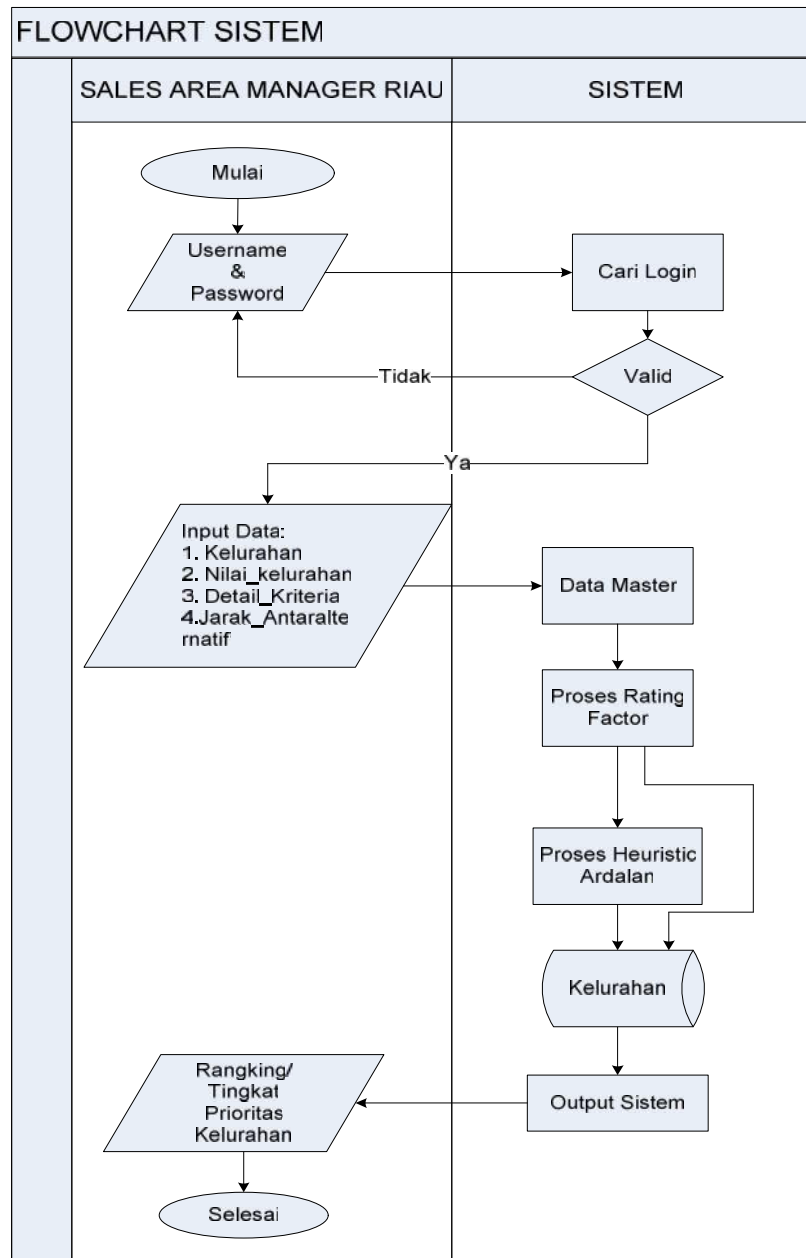 FLOWCHART SISTEM
SALES AREA MANAGER RIAU
SISTEM
Mulai
Username
&
Password
Cari Login
Tidak
Valid
Ya
Input Data:
1. Kelurahan
2. Nilai_kelurahan
3. Detail_Kriteria
4.Jarak_Antaralte
rnatif
Data Master
Proses Rating
Factor
Proses Heuristic
Ardalan
Kelurahan
Output Sistem
Rangking/
Tingkat
Prioritas
Kelurahan
Selesai